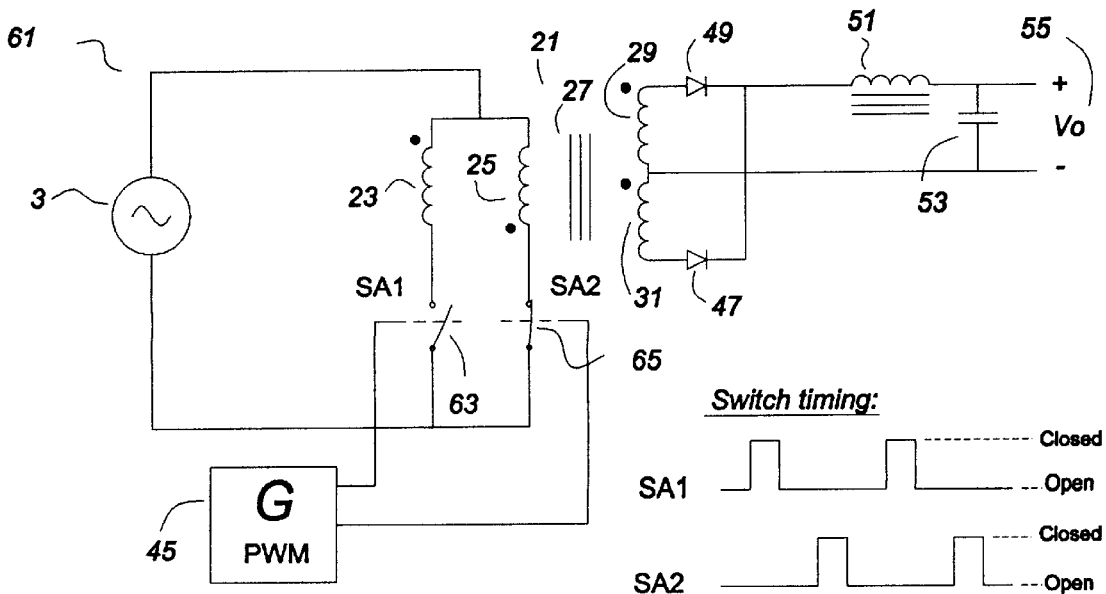 61
21
29
49
51
55
27
+
Vo
-
3
23
25
53
SA1
SA2
31
47
65
63
45
G
PWM
Switch timing:
SA1
Closed
Open
SA2
Closed
Open